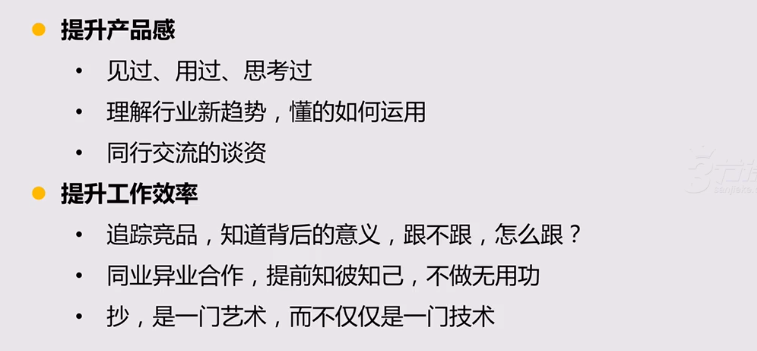 提升产品感
见过、用过、思考过
理解行业新趋势，懂的如何运用
同行交流的谈资
提升工作效率
追踪竞品，知道背后的意义，跟不跟，怎么跟？
同业异业合作，提前知彼知己，不做无用功
抄，是一门艺术，而不仅仅是一门技术